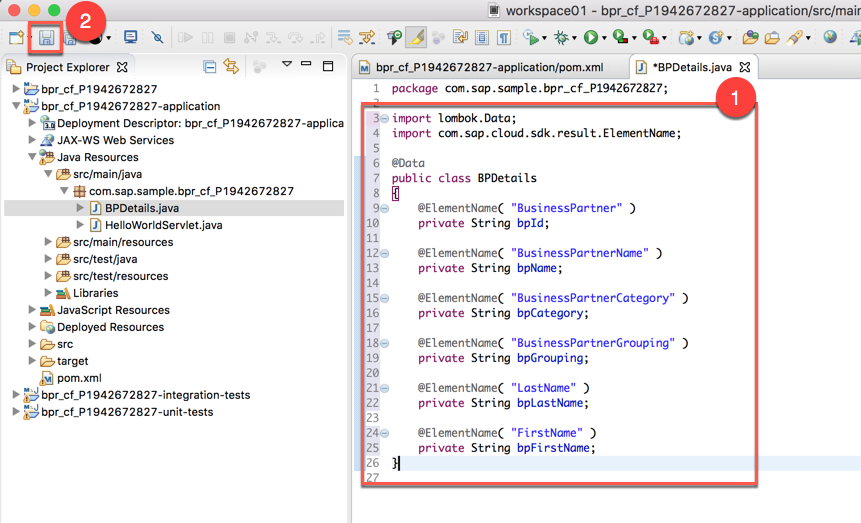 workspace01 - bpr_cf_P1942672827-application/src/mai
2
Project Explorer
bpr_cf_P1942672827
bpr_cf_P1942672827-application
Deployment Descriptor: bpr_cf_P1942672827-applica
JAX-WS Web Services
Java Resources
src/main/java
com.sap.sample.bpr_cf_P1942672827
BPDetails.java
HelloWorldServlet.java
src/main/resources
src/test/java
src/test/resources
Libraries
JavaScript Resources
Deployed Resources
src
target
pom.xml
bpr_cf_P1942672827-integration-tests
bpr_cf_P1942672827-unit-tests
bpr_cf_P1942672827-application/pom.xml
*BPDetails.java
1
1 package com.sap.sample.bpr_cf_P1942672827;
2
3 import lombok.Data;
4 import com.sap.cloud.sdk.result.ElementName;
5
6 @Data
7 public class BPDetails
8 {
9 @ElementName( "BusinessPartner" )
10 private String bpId;
11
12 @ElementName( "BusinessPartnerName" )
13 private String bpName;
14
15 @ElementName( "BusinessPartnerCategory" )
16 private String bpCategory;
17
18 @ElementName( "BusinessPartnerGrouping" )
19 private String bpGrouping;
20
21 @ElementName( "LastName" )
22 private String bpLastName;
23
24 @ElementName( "FirstName" )
25 private String bpFirstName;
26 }
27